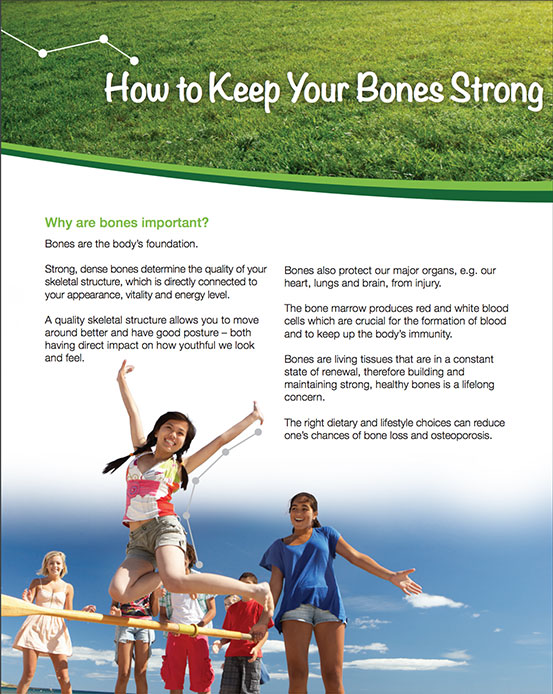 How to Keep Your Bones Strong
Why are bones important?
Bones are the body's foundation.
Strong, dense bones determine the quality of your
skeletal structure, which is directly connected to
your appearance, vitality and energy level.
A quality skeletal structure allows you to move
around better and have good posture – both
having direct impact on how youthful we look
and feel.
Bones also protect our major organs, e.g. our
heart, lungs and brain, from injury.
The bone marrow produces red and white blood
cells which are crucial for the formation of blood
and to keep up the body's immunity.
Bones are living tissues that are in a constant
state of renewal, therefore building and
maintaining strong, healthy bones is a lifelong
concern.
The right dietary and lifestyle choices can reduce
one's chances of bone loss and osteoporosis.